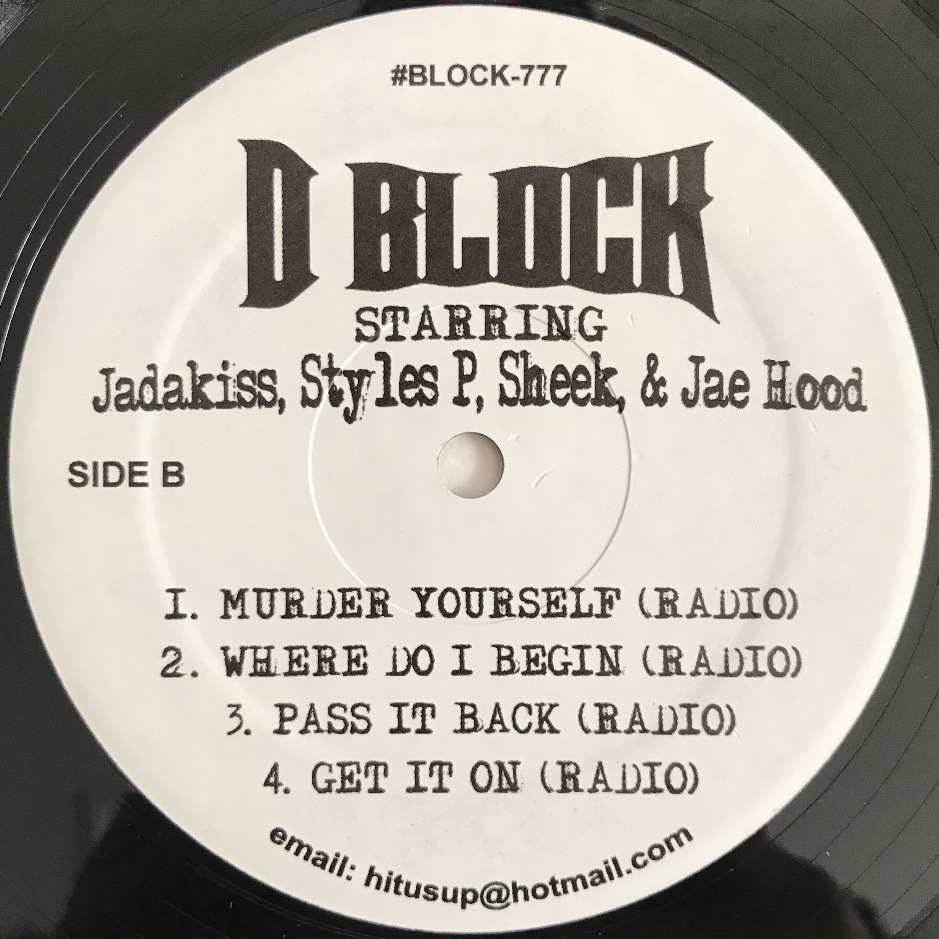 #BLOCK-777
D BLOCK
STARRING
Jadakiss, Styles P, Sheek, & Jae Hood
SIDE B
1. MURDER YOURSELF (RADIO)
2. WHERE DO I BEGIN (RADIO)
3. PASS IT BACK (RADIO)
4. GET IT ON (RADIO)
email: hitusup@hotmail.com